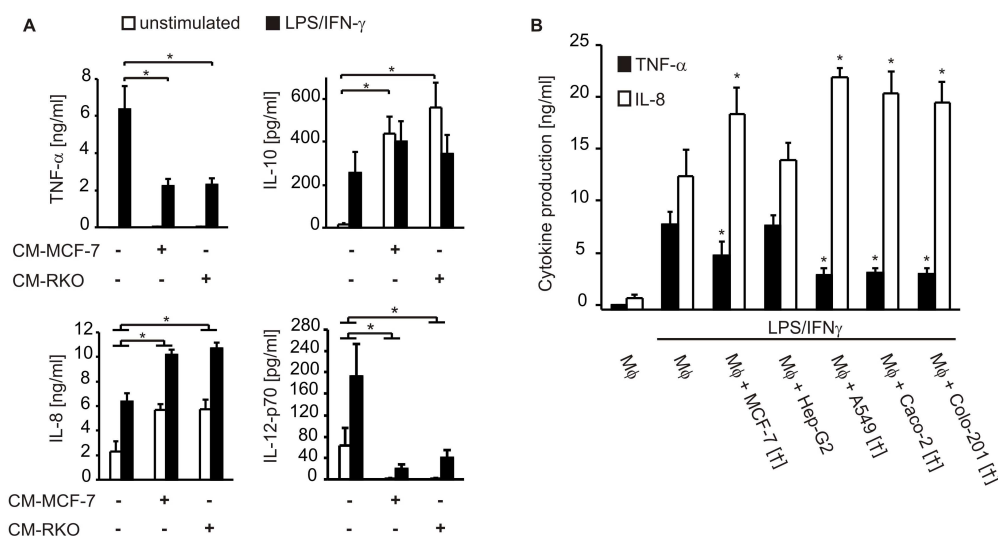 A
unstimulated LPS/IFN-γ
TNF-α [ng/ml]
8
6
4
2
0
* *
CM-MCF-7 - + -
CM-RKO - - +
IL-10 [pg/ml]
600
400
200
0
* *
- + -
- - +
IL-8 [ng/ml]
12
10
8
6
4
2
0
* *
CM-MCF-7 - + -
CM-RKO - - +
IL-12-p70 [pg/ml]
280
240
200
160
120
80
40
0
* *
- + -
- - +
B
Cytokine production [ng/ml]
25
20
15
10
5
0
TNF-α
IL-8
* * * *
* * * *
LPS/IFNγ
Mϕ
Mϕ
Mϕ + MCF-7 [†]
Mϕ + Hep-G2
Mϕ + A549 [†]
Mϕ + Caco-2 [†]
Mϕ + Colo-201 [†]